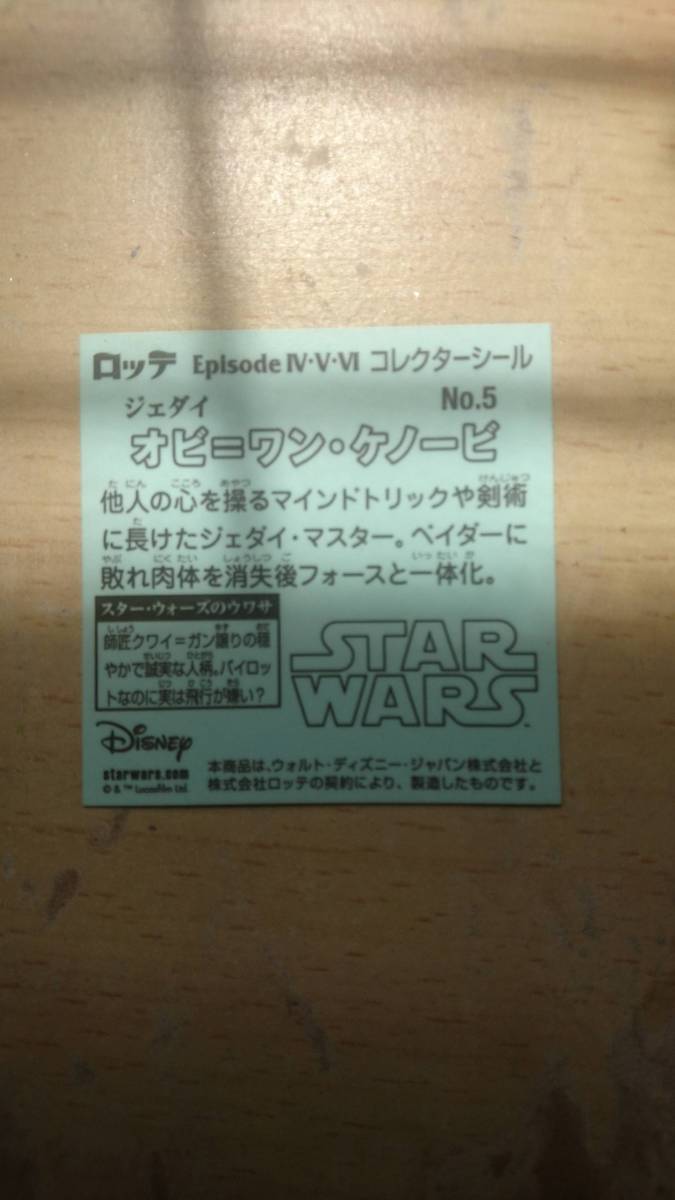 ロッテ Episode Ⅳ・Ⅴ・Ⅵ コレクターシール
ジェダイ No.5
オビ=ワン・ケノービ
他人の心を操るマインドトリックや剣術
に長けたジェダイ・マスター。ベイダーに
敗れ肉体を消失後フォースと一体化。
スター・ウォーズのウワサ
師匠クワイ=ガン譲りの穏
やかで誠実な人柄。パイロッ
トなのに実は飛行が嫌い?
STAR
WARS
Disney
starwars.com
© & ™ Lucasfilm Ltd.
本商品は、ウォルト・ディズニー・ジャパン株式会社と
株式会社ロッテの契約により、製造したものです。